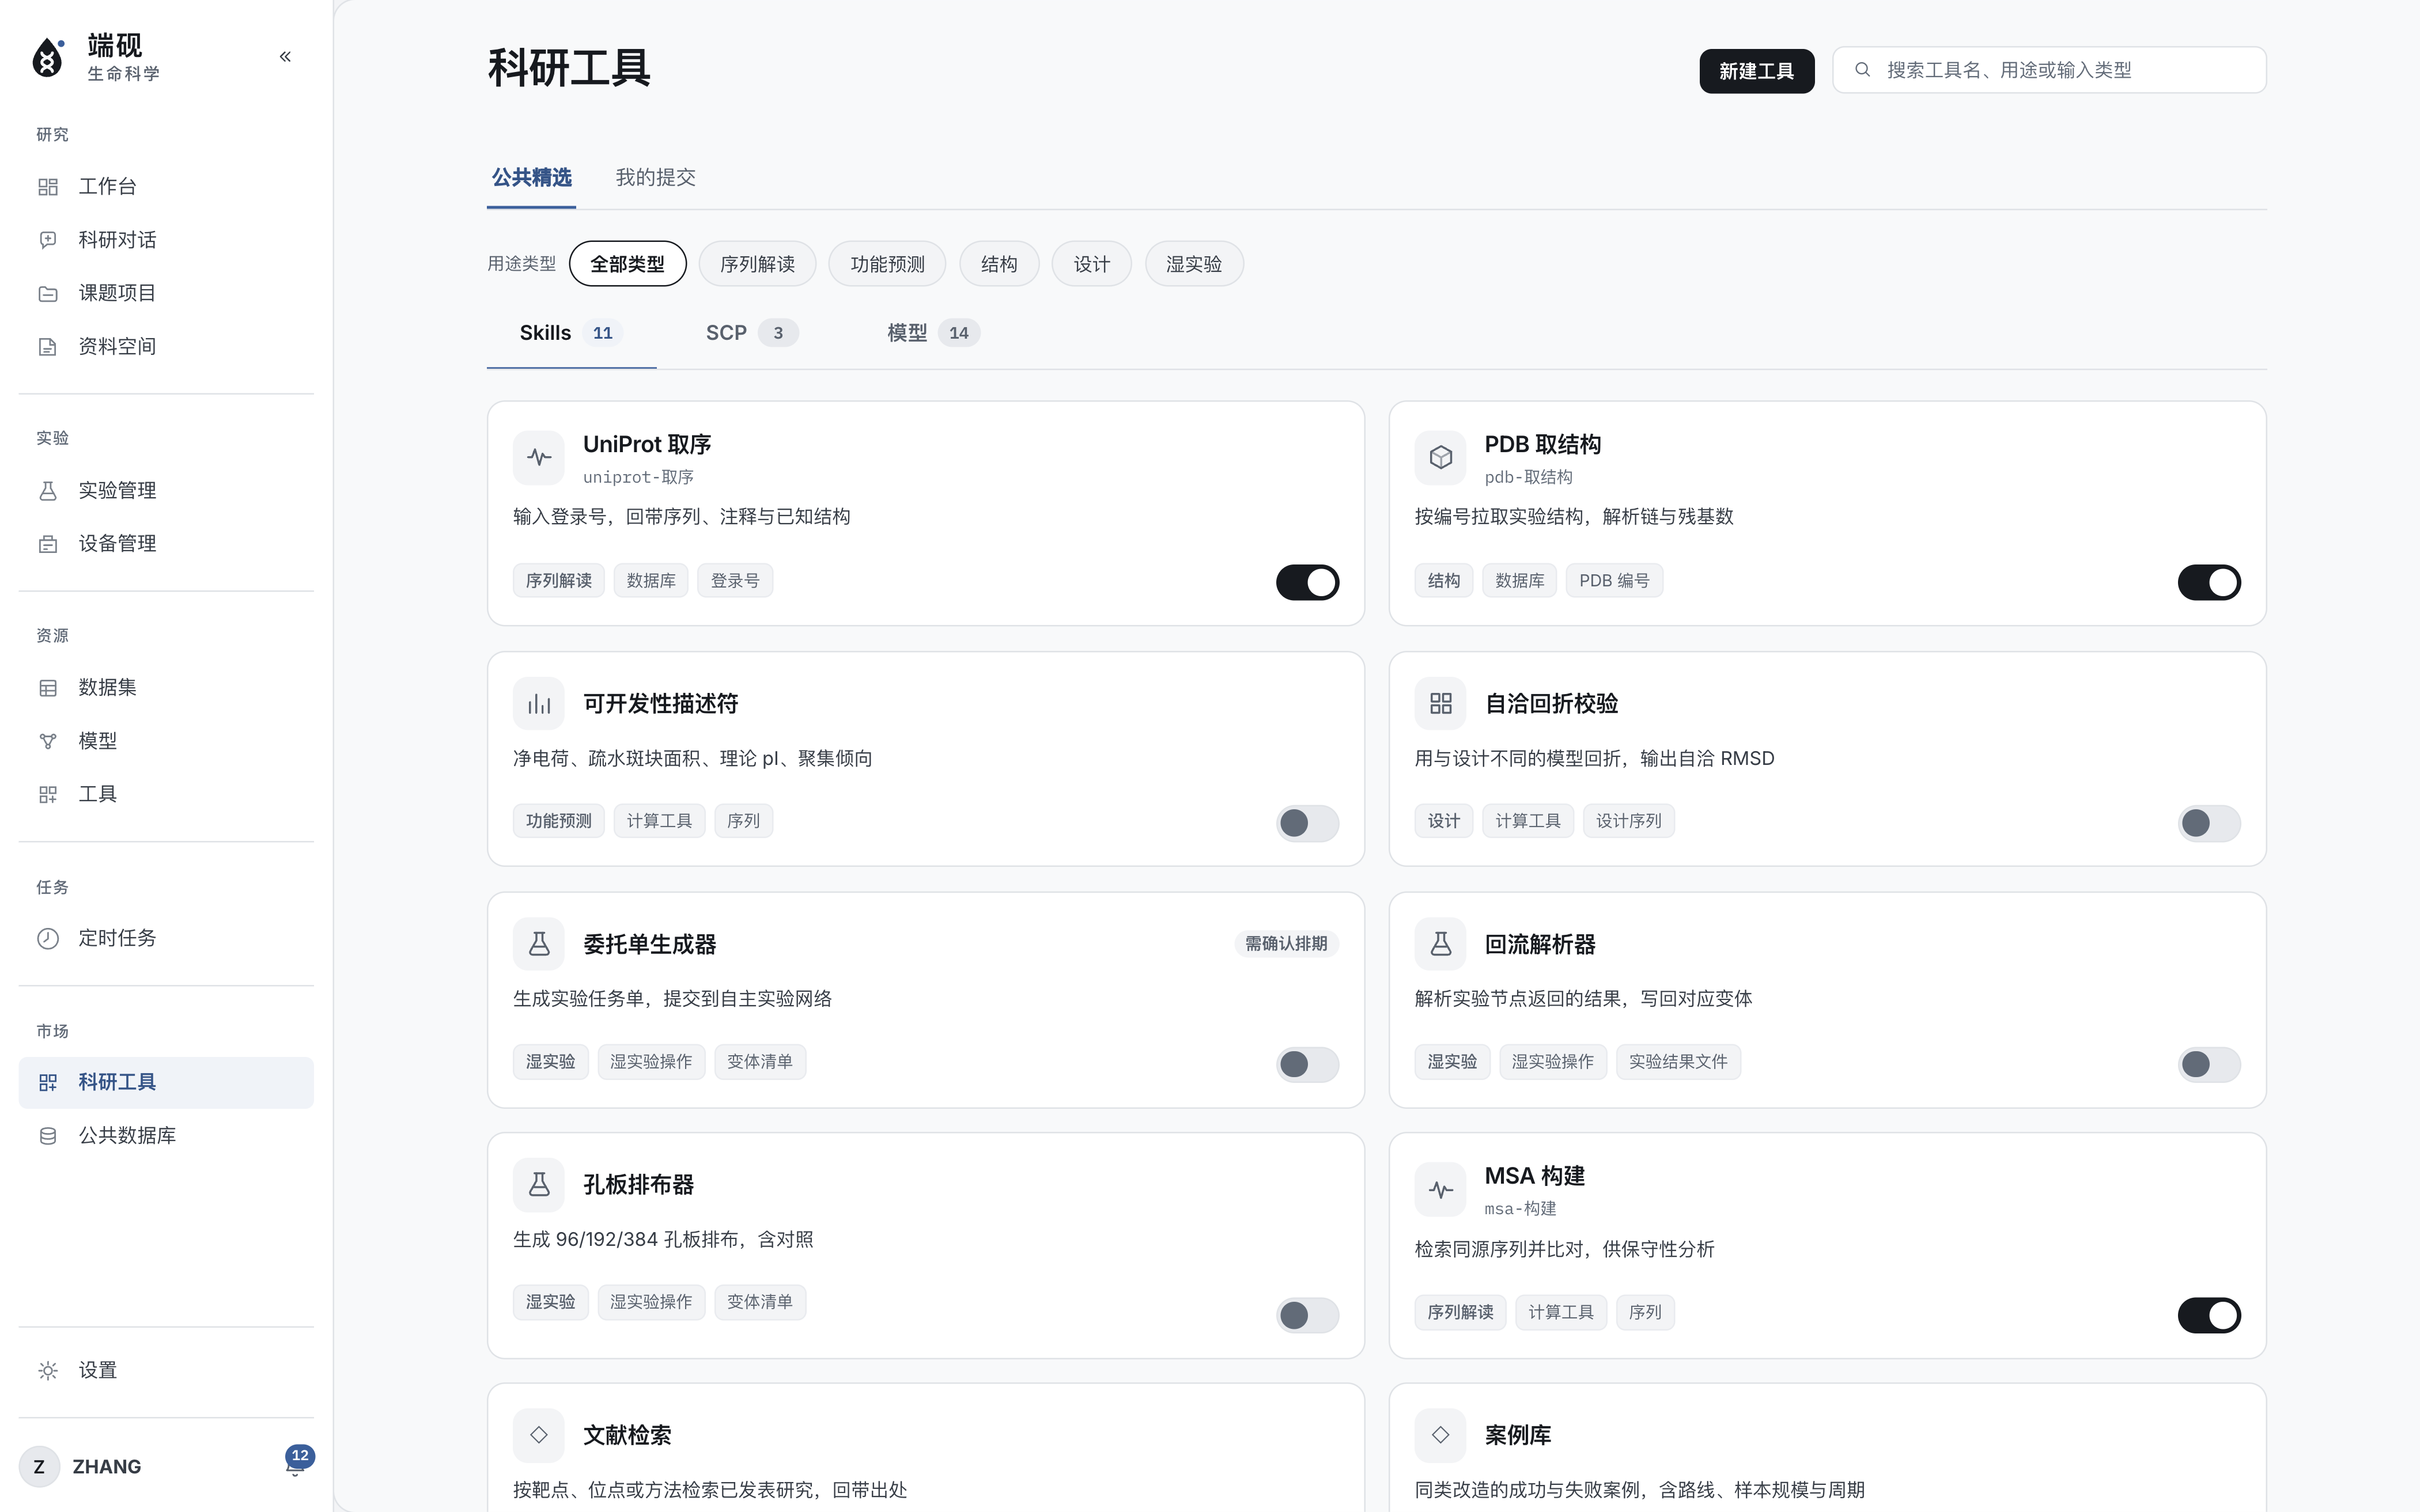 端砚
生命科学
研究
工作台
科研对话
课题项目
资料空间
实验
实验管理
设备管理
资源
数据集
模型
工具
任务
定时任务
市场
科研工具
公共数据库
设置
Z ZHANG 12
科研工具
新建工具
搜索工具名、用途或输入类型
公共精选 我的提交
用途类型 全部类型 序列解读 功能预测 结构 设计 湿实验
Skills 11 SCP 3 模型 14
UniProt 取序
uniprot-取序
输入登录号，回带序列、注释与已知结构
序列解读 数据库 登录号
PDB 取结构
pdb-取结构
按编号拉取实验结构，解析链与残基数
结构 数据库 PDB 编号
可开发性描述符
净电荷、疏水斑块面积、理论 pI、聚集倾向
功能预测 计算工具 序列
自洽回折校验
用与设计不同的模型回折，输出自洽 RMSD
设计 计算工具 设计序列
委托单生成器
需确认排期
生成实验任务单，提交到自主实验网络
湿实验 湿实验操作 变体清单
回流解析器
解析实验节点返回的结果，写回对应变体
湿实验 湿实验操作 实验结果文件
孔板排布器
生成 96/192/384 孔板排布，含对照
湿实验 湿实验操作 变体清单
MSA 构建
msa-构建
检索同源序列并比对，供保守性分析
序列解读 计算工具 序列
文献检索
按靶点、位点或方法检索已发表研究，回带出处
案例库
同类改造的成功与失败案例，含路线、样本规模与周期